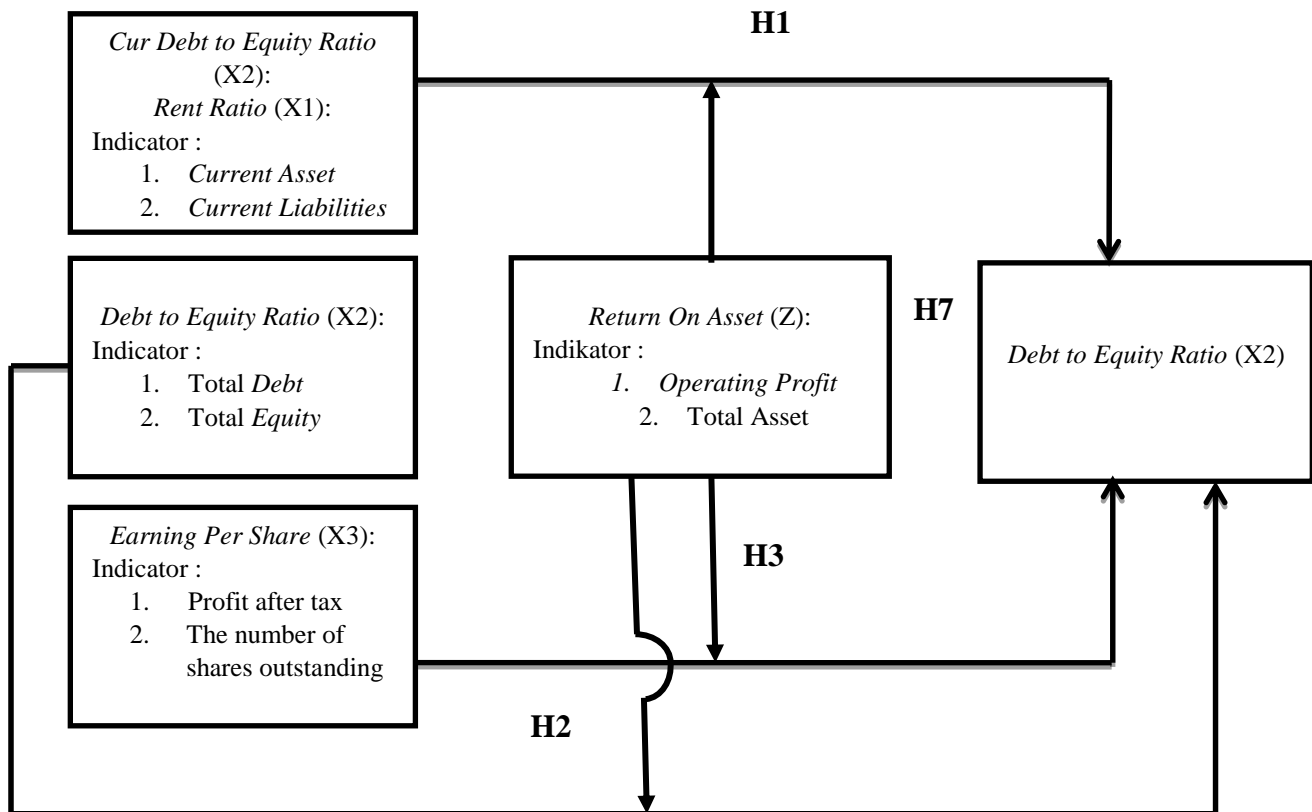 H1
Cur Debt to Equity Ratio
(X2):
Rent Ratio (X1):
Indicator :
1. Current Asset
2. Current Liabilities
Debt to Equity Ratio (X2):
Indicator :
1. Total Debt
2. Total Equity
Return On Asset (Z):
Indikator :
1. Operating Profit
2. Total Asset
H7
Debt to Equity Ratio (X2)
Earning Per Share (X3):
Indicator :
1. Profit after tax
2. The number of
shares outstanding
H3
H2